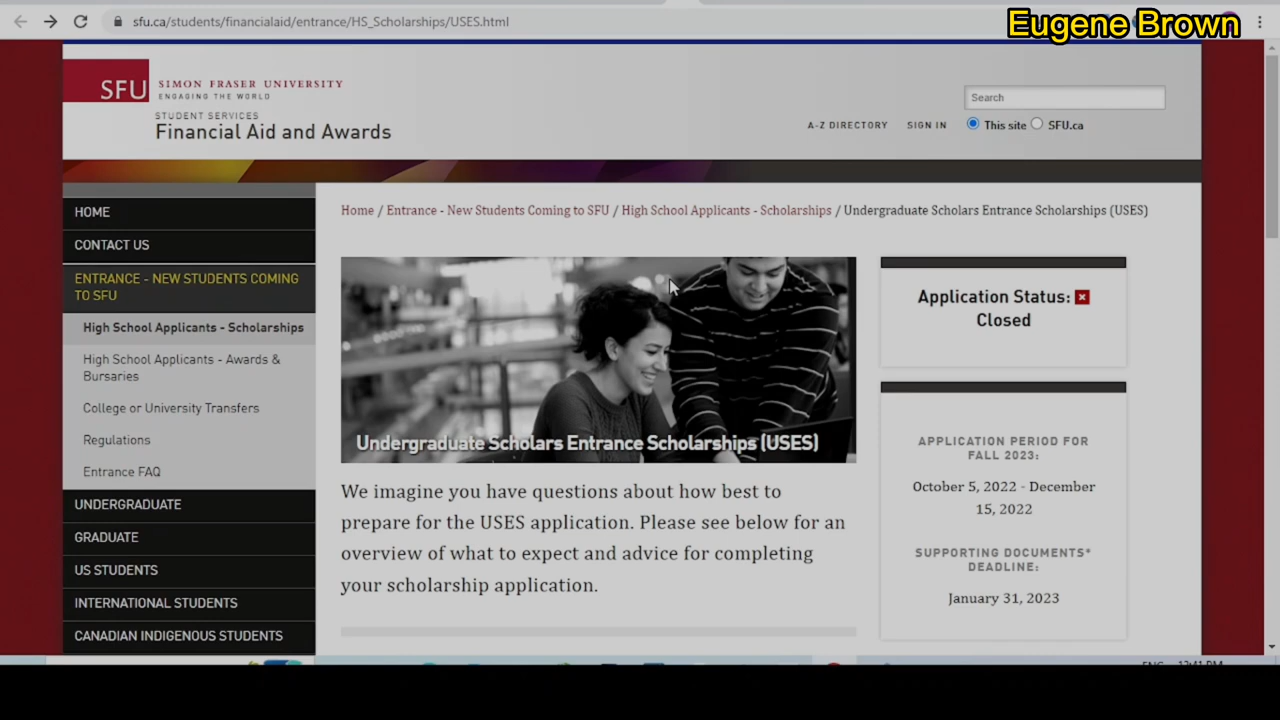 sfu.ca/students/financialaid/entrance/HS_Scholarships/USES.html
Eugene Brown
SFU
SIMON FRASER UNIVERSITY
ENGAGING THE WORLD
STUDENT SERVICES
Financial Aid and Awards
Search
A-Z DIRECTORY
SIGN IN
This site
SFU.ca
HOME
CONTACT US
ENTRANCE - NEW STUDENTS COMING
TO SFU
High School Applicants - Scholarships
High School Applicants - Awards &
Bursaries
College or University Transfers
Regulations
Entrance FAQ
UNDERGRADUATE
GRADUATE
US STUDENTS
INTERNATIONAL STUDENTS
CANADIAN INDIGENOUS STUDENTS
Home / Entrance - New Students Coming to SFU / High School Applicants - Scholarships / Undergraduate Scholars Entrance Scholarships (USES)
Undergraduate Scholars Entrance Scholarships (USES)
We imagine you have questions about how best to
prepare for the USES application. Please see below for an
overview of what to expect and advice for completing
your scholarship application.
Application Status:
Closed
APPLICATION PERIOD FOR
FALL 2023:
October 5, 2022 - December
15, 2022
SUPPORTING DOCUMENTS*
DEADLINE:
January 31, 2023